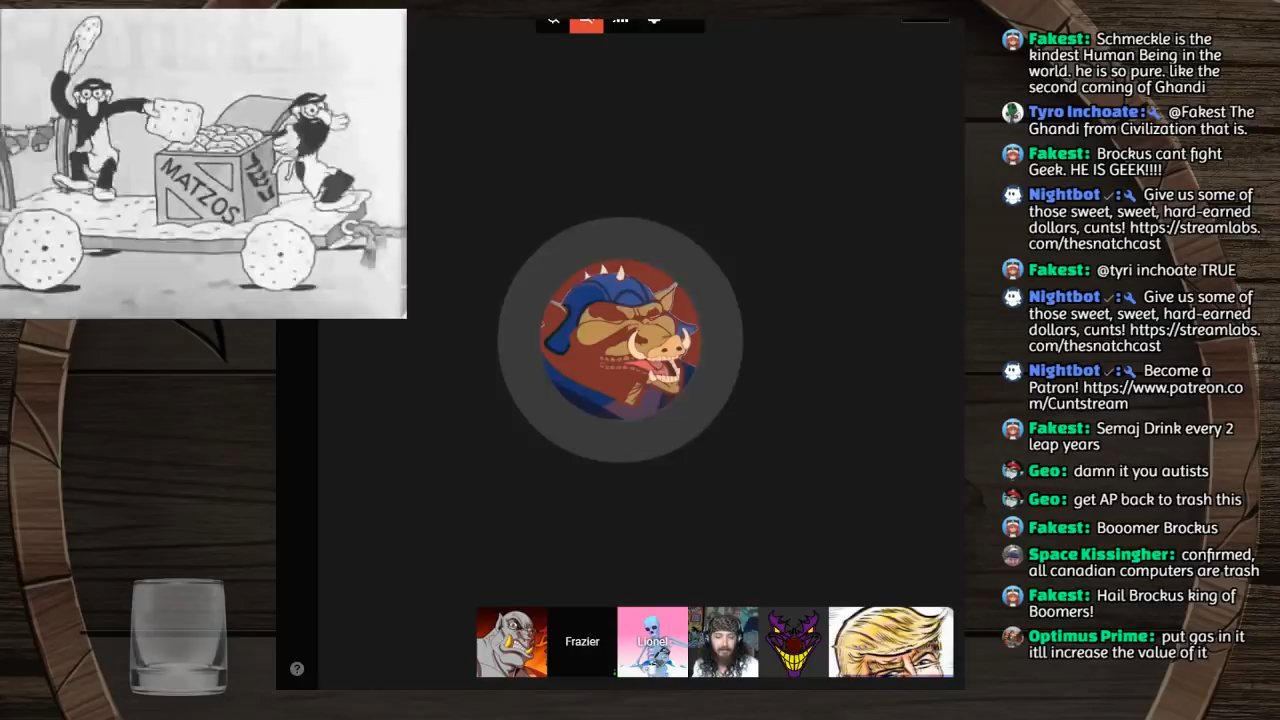 MATZOS
כשר
Frazier
Lionel
Fakest: Schmeckle is the
kindest Human Being in the
world. he is so pure. like the
second coming of Ghandi
Tyro Inchoate: @Fakest The
Ghandi from Civilization that is.
Fakest: Brockus cant fight
Geek. HE IS GEEK!!!!
Nightbot ✓: Give us some of
those sweet, sweet, hard-earned
dollars, cunts! https://streamlabs.
com/thesnatchcast
Fakest: @tyri inchoate TRUE
Nightbot ✓: Give us some of
those sweet, sweet, hard-earned
dollars, cunts! https://streamlabs.
com/thesnatchcast
Nightbot ✓: Become a
Patron! https://www.patreon.co
m/Cuntstream
Fakest: Semaj Drink every 2
leap years
Geo: damn it you autists
Geo: get AP back to trash this
Fakest: Booomer Brockus
Space Kissingher: confirmed,
all canadian computers are trash
Fakest: Hail Brockus king of
Boomers!
Optimus Prime: put gas in it
itll increase the value of it
?